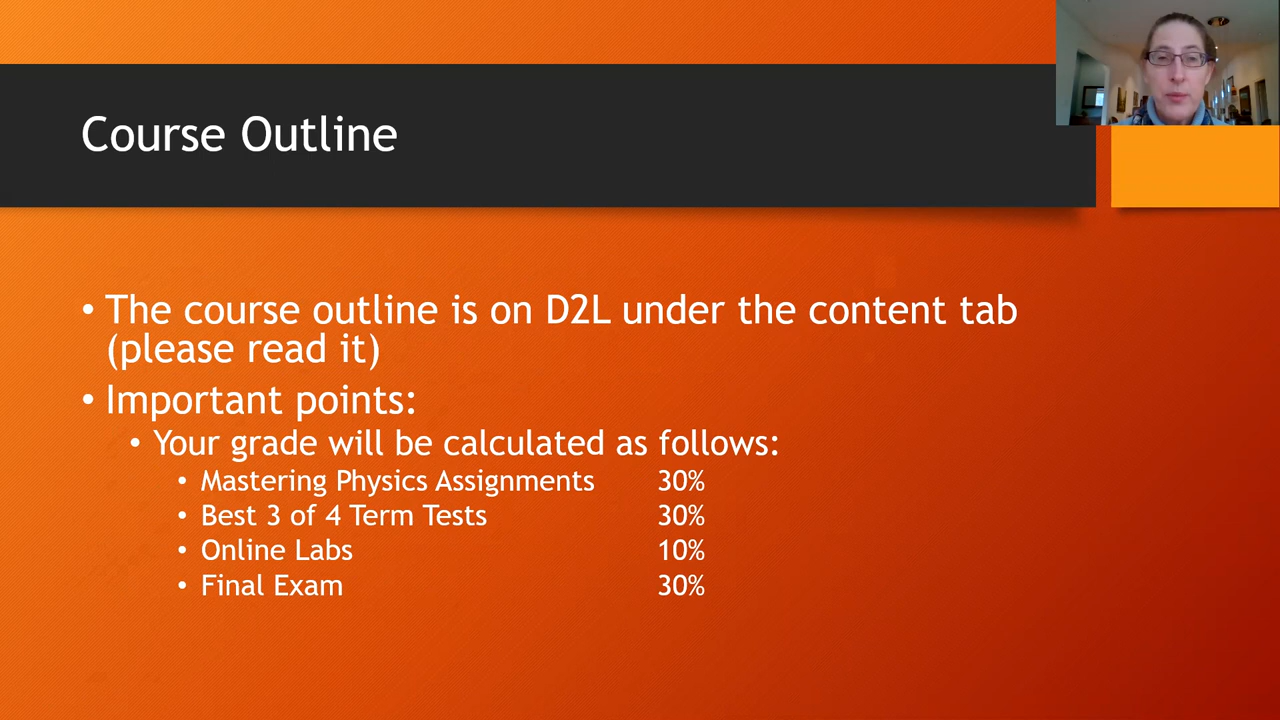 Course Outline
• The course outline is on D2L under the content tab
(please read it)
• Important points:
• Your grade will be calculated as follows:
• Mastering Physics Assignments 30%
• Best 3 of 4 Term Tests 30%
• Online Labs 10%
• Final Exam 30%